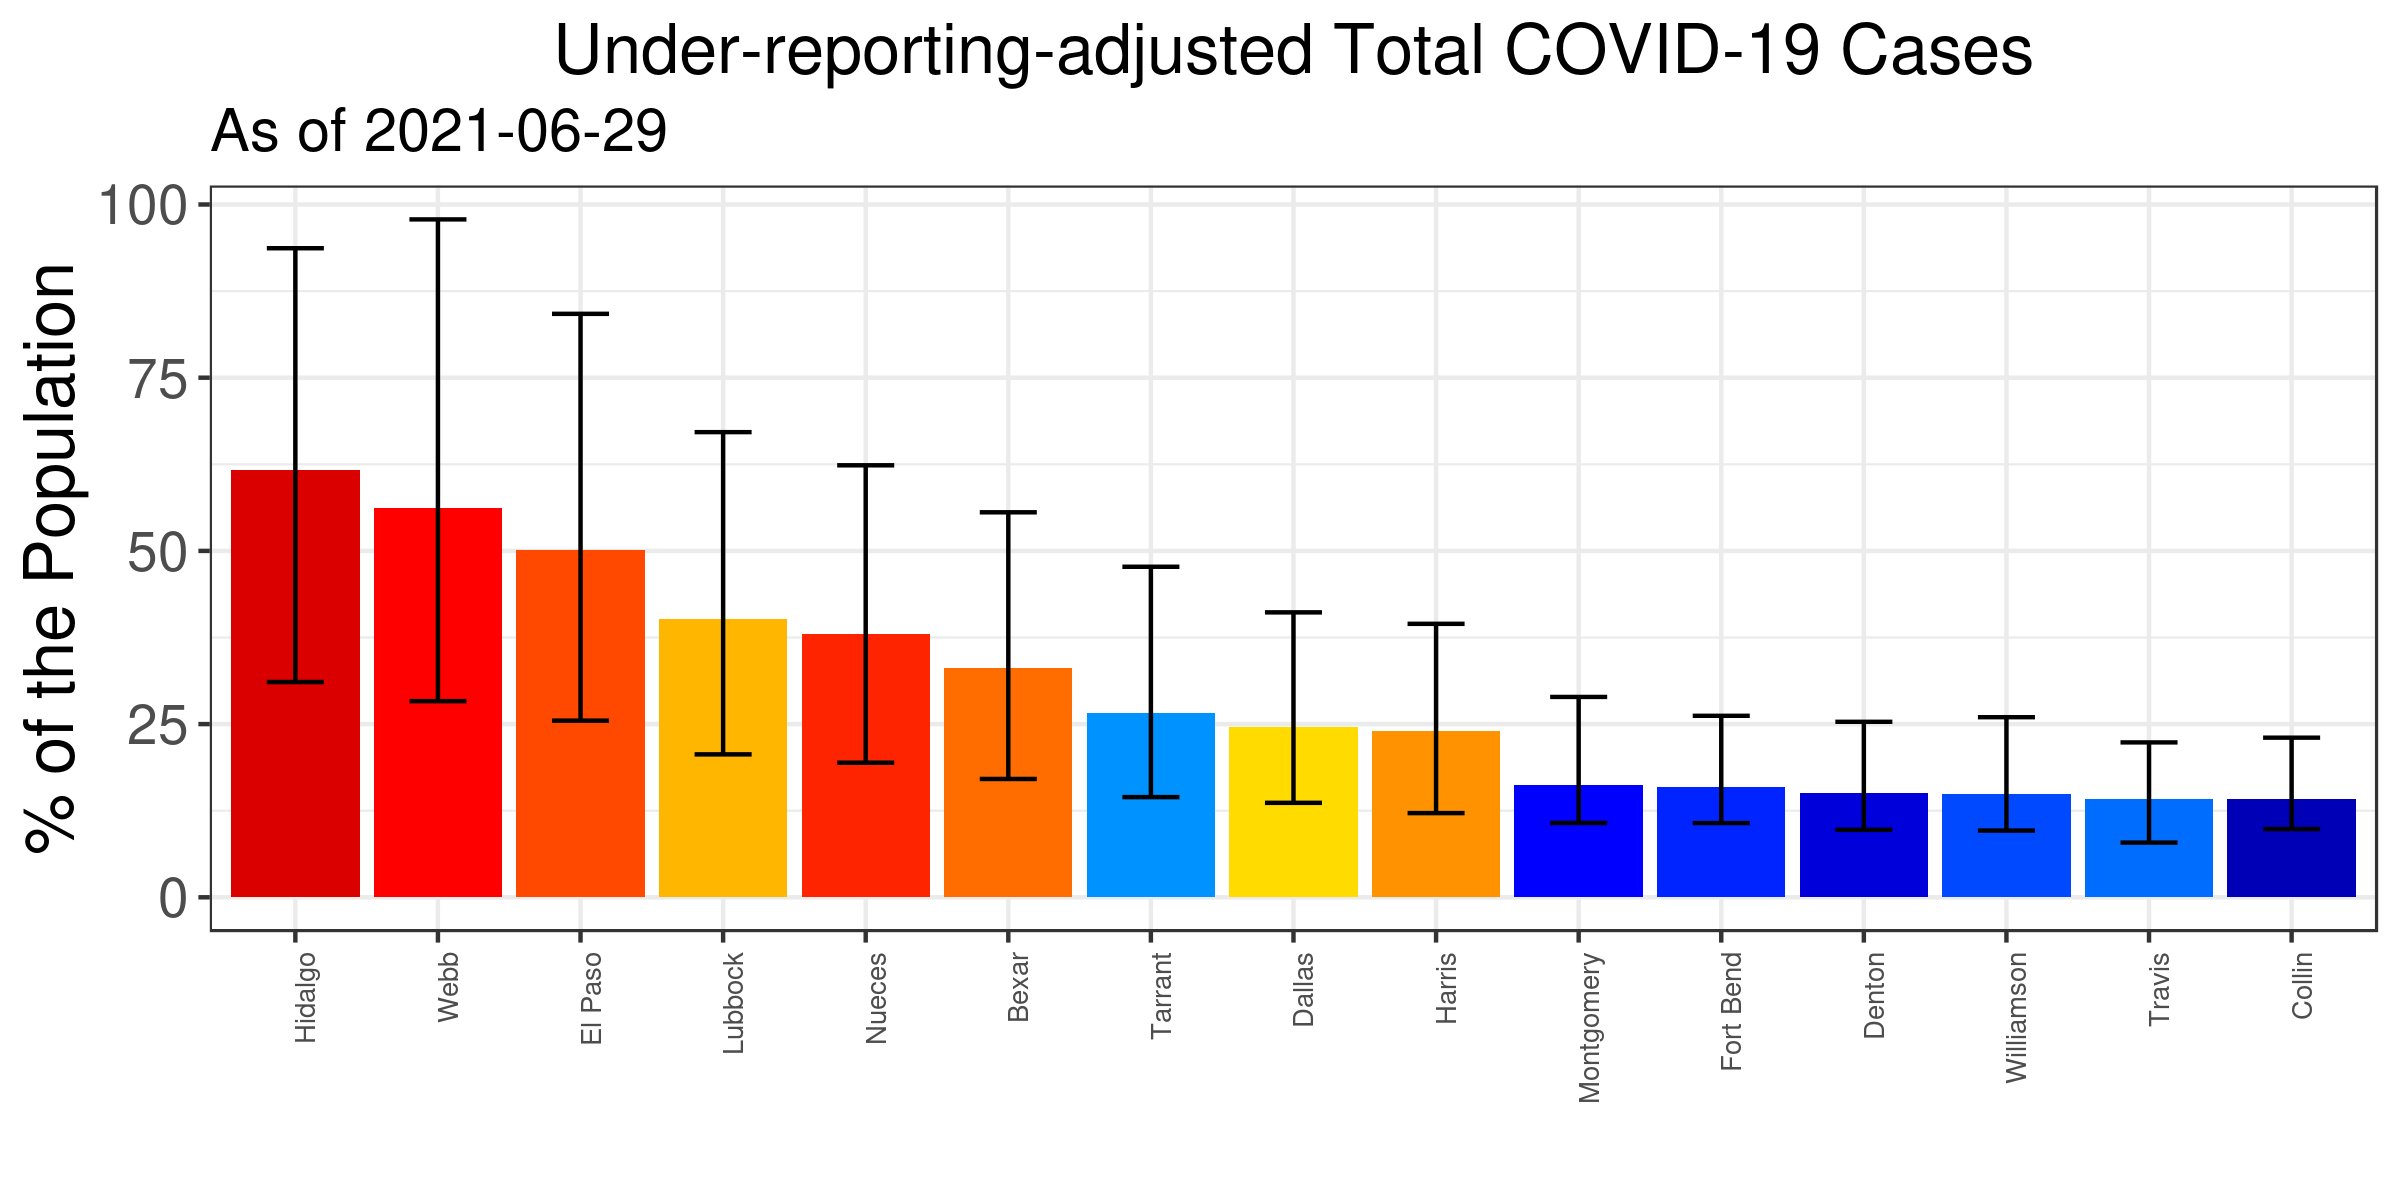 Under-reporting-adjusted Total COVID-19 Cases
As of 2021-06-29
% of the Population
100
75
50
25
0
Hidalgo
Webb
El Paso
Lubbock
Nueces
Bexar
Tarrant
Dallas
Harris
Montgomery
Fort Bend
Denton
Williamson
Travis
Collin